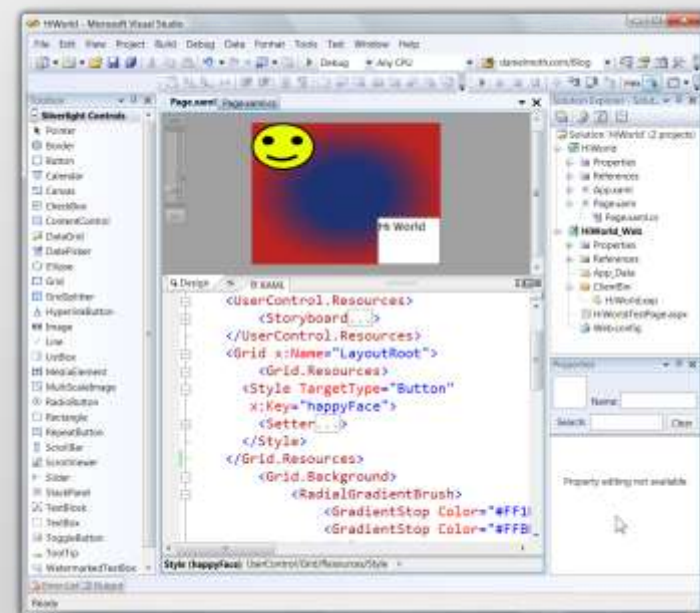 HiWorld - Microsoft Visual Studio
File Edit View Project Build Debug Data Format Tools Test Window Help
Debug Any CPU danielmoth.com/Blog
Toolbox
Silverlight Controls
Pointer
Border
Button
Calendar
Canvas
CheckBox
ContentControl
DataGrid
DatePicker
Ellipse
Grid
GridSplitter
HyperlinkButton
Image
Line
ListBox
MediaElement
MultiScaleImage
RadioButton
Rectangle
RepeatButton
ScrollBar
ScrollViewer
Slider
StackPanel
TextBlock
TextBox
ToggleButton
ToolTip
WatermarkedTextBox
Page.xaml Page.xaml.cs
Hi World
Design XAML
<UserControl.Resources>
<Storyboard...>
</UserControl.Resources>
<Grid x:Name="LayoutRoot">
<Grid.Resources>
<Style TargetType="Button"
x:Key="happyFace">
<Setter...>
</Style>
</Grid.Resources>
<Grid.Background>
<RadialGradientBrush>
<GradientStop Color="#FF1
<GradientStop Color="#FFB
Style (happyFace) UserControl/Grid/Resources/Style
Solution Explorer - Solut...
Solution 'HiWorld' (2 projects)
HiWorld
Properties
References
App.xaml
Page.xaml
Page.xaml.cs
HiWorld_Web
Properties
References
App_Data
ClientBin
HiWorld.xap
HiWorldTestPage.aspx
Web.config
Properties
Name:
Search: Clear
Property editing not available
Error List Output
Ready